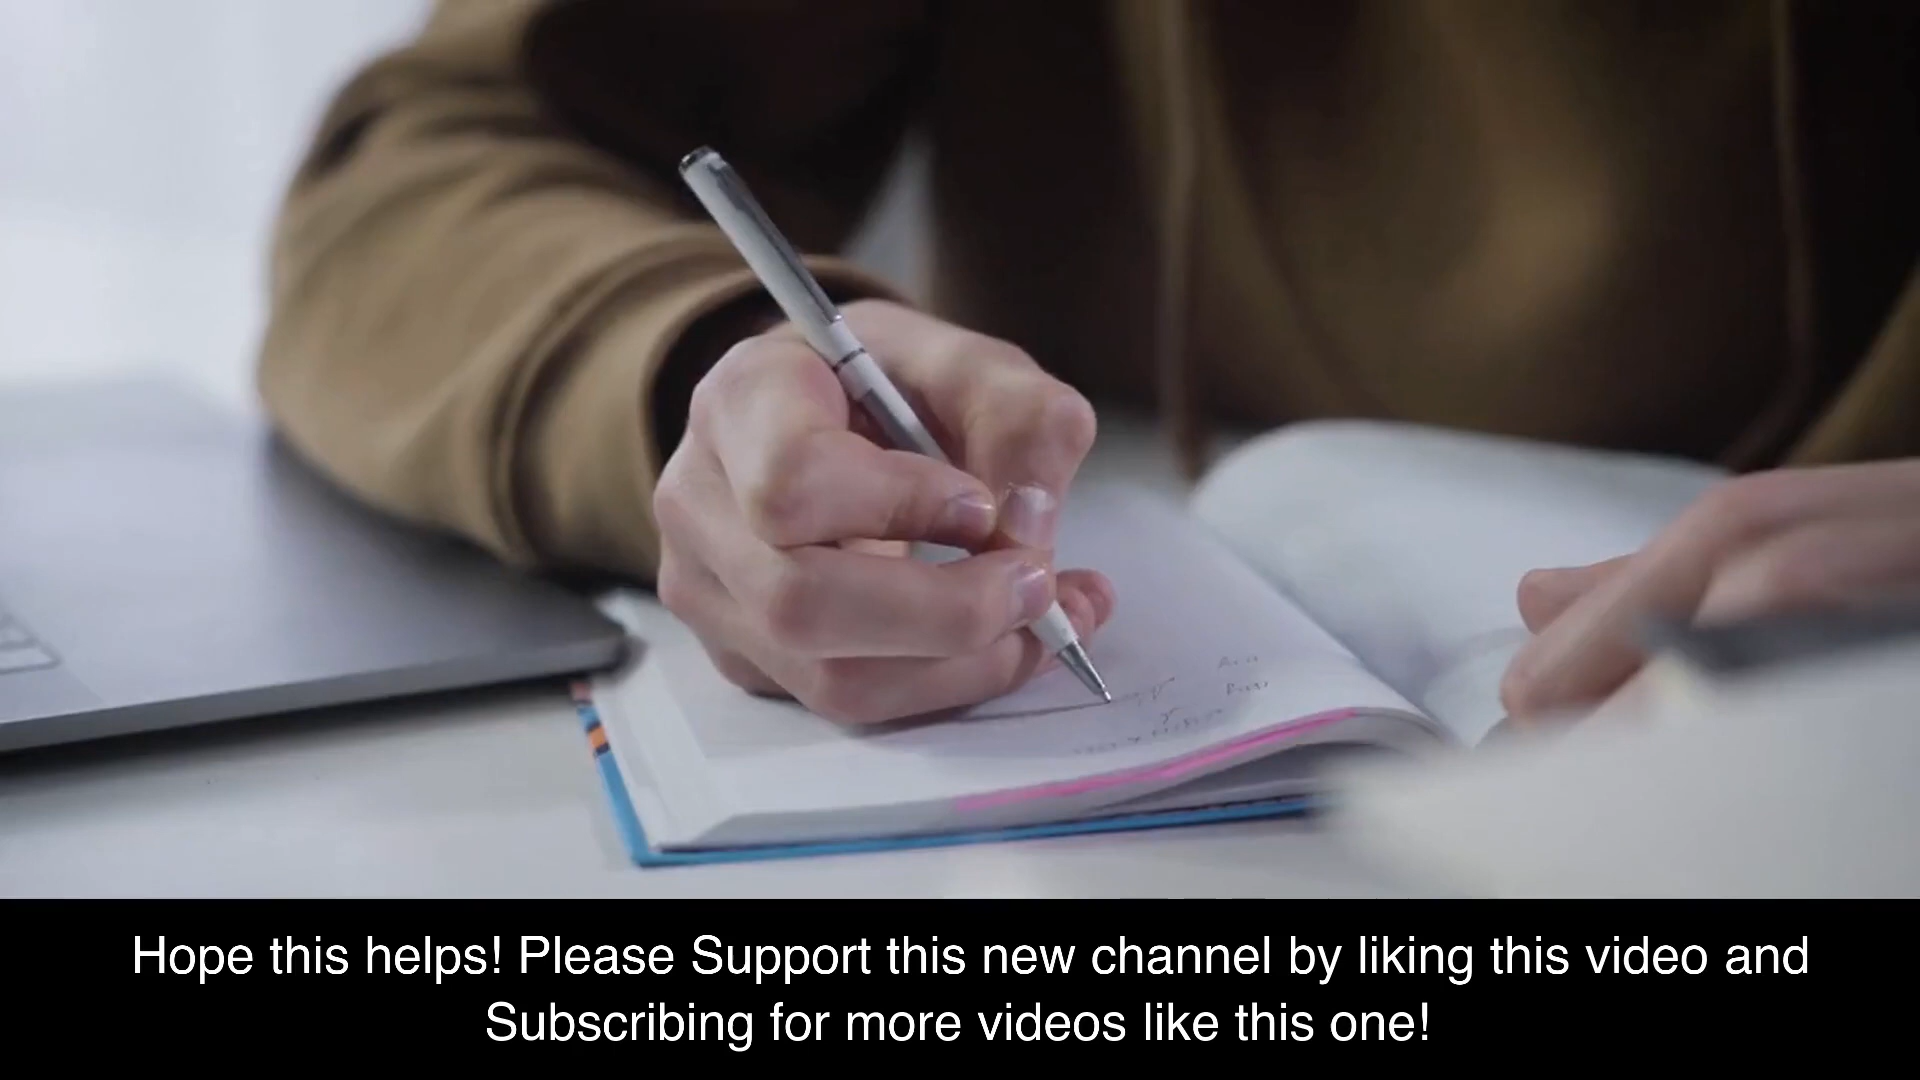 Hope this helps! Please Support this new channel by liking this video and
Subscribing for more videos like this one!